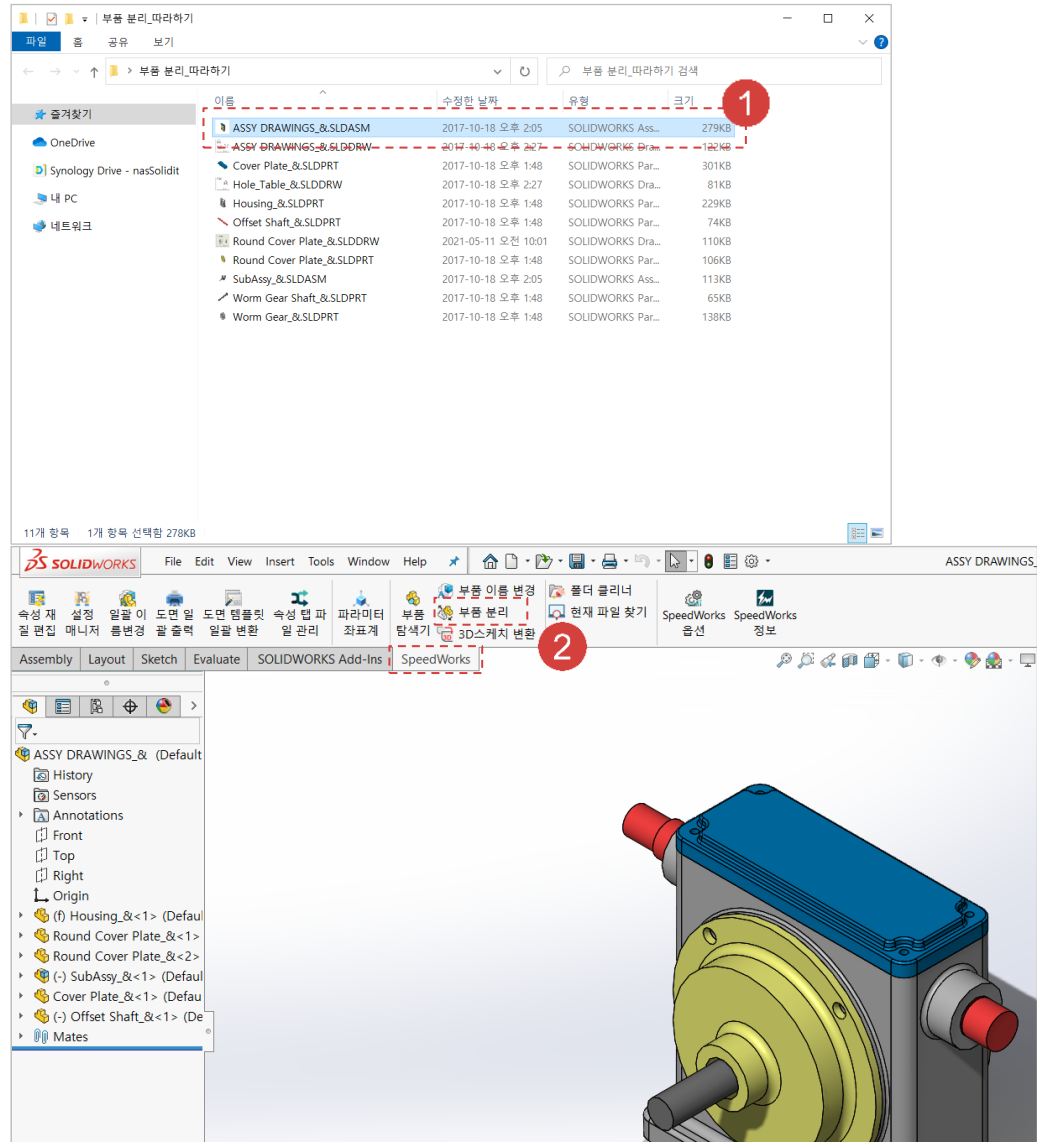 부품 분리_따라하기
파일 홈 공유 보기
부품 분리_따라하기
부품 분리_따라하기 검색
이름 수정한 날짜 유형 크기
1
즐겨찾기
OneDrive
Synology Drive - nasSolidit
내 PC
네트워크
ASSY DRAWINGS_&.SLDASM 2017-10-18 오후 2:05 SOLIDWORKS Ass... 279KB
ASSY DRAWINGS_&.SLDDRW 2017-10-18 오후 2:27 SOLIDWORKS Dra... 122KB
Cover Plate_&.SLDPRT 2017-10-18 오후 1:48 SOLIDWORKS Par... 301KB
Hole_Table_&.SLDDRW 2017-10-18 오후 2:27 SOLIDWORKS Dra... 81KB
Housing_&.SLDPRT 2017-10-18 오후 1:48 SOLIDWORKS Par... 229KB
Offset Shaft_&.SLDPRT 2017-10-18 오후 1:48 SOLIDWORKS Par... 74KB
Round Cover Plate_&.SLDDRW 2021-05-11 오전 10:01 SOLIDWORKS Dra... 110KB
Round Cover Plate_&.SLDPRT 2017-10-18 오후 1:48 SOLIDWORKS Par... 106KB
SubAssy_&.SLDASM 2017-10-18 오후 2:05 SOLIDWORKS Ass... 113KB
Worm Gear Shaft_&.SLDPRT 2017-10-18 오후 1:48 SOLIDWORKS Par... 65KB
Worm Gear_&.SLDPRT 2017-10-18 오후 1:48 SOLIDWORKS Par... 138KB
11개 항목 1개 항목 선택함 278KB
SOLIDWORKS File Edit View Insert Tools Window Help ASSY DRAWINGS_
속성 재질 편집
설정 매니저
일괄 이름변경
도면 일괄 출력
도면 템플릿 일괄 변환
속성 탭 파일 관리
파라미터 좌표계
부품 탐색기
부품 이름 변경
부품 분리
3D스케치 변환
폴더 클리너
현재 파일 찾기
SpeedWorks 옵션
SpeedWorks 정보
2
Assembly Layout Sketch Evaluate SOLIDWORKS Add-Ins SpeedWorks
ASSY DRAWINGS_& (Default
History
Sensors
Annotations
Front
Top
Right
Origin
(f) Housing_&<1> (Defaul
Round Cover Plate_&<1>
Round Cover Plate_&<2>
(-) SubAssy_&<1> (Defaul
Cover Plate_&<1> (Defau
(-) Offset Shaft_&<1> (De
Mates